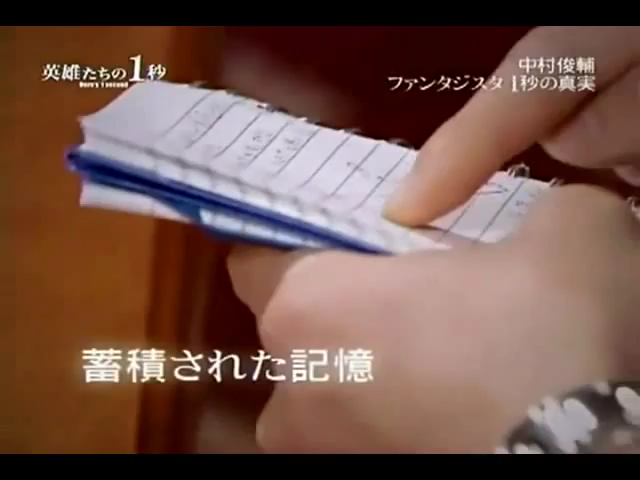 英雄たちの1秒
Hero's 1 second
中村俊輔
ファンタジスタ 1秒の真実
蓄積された記憶